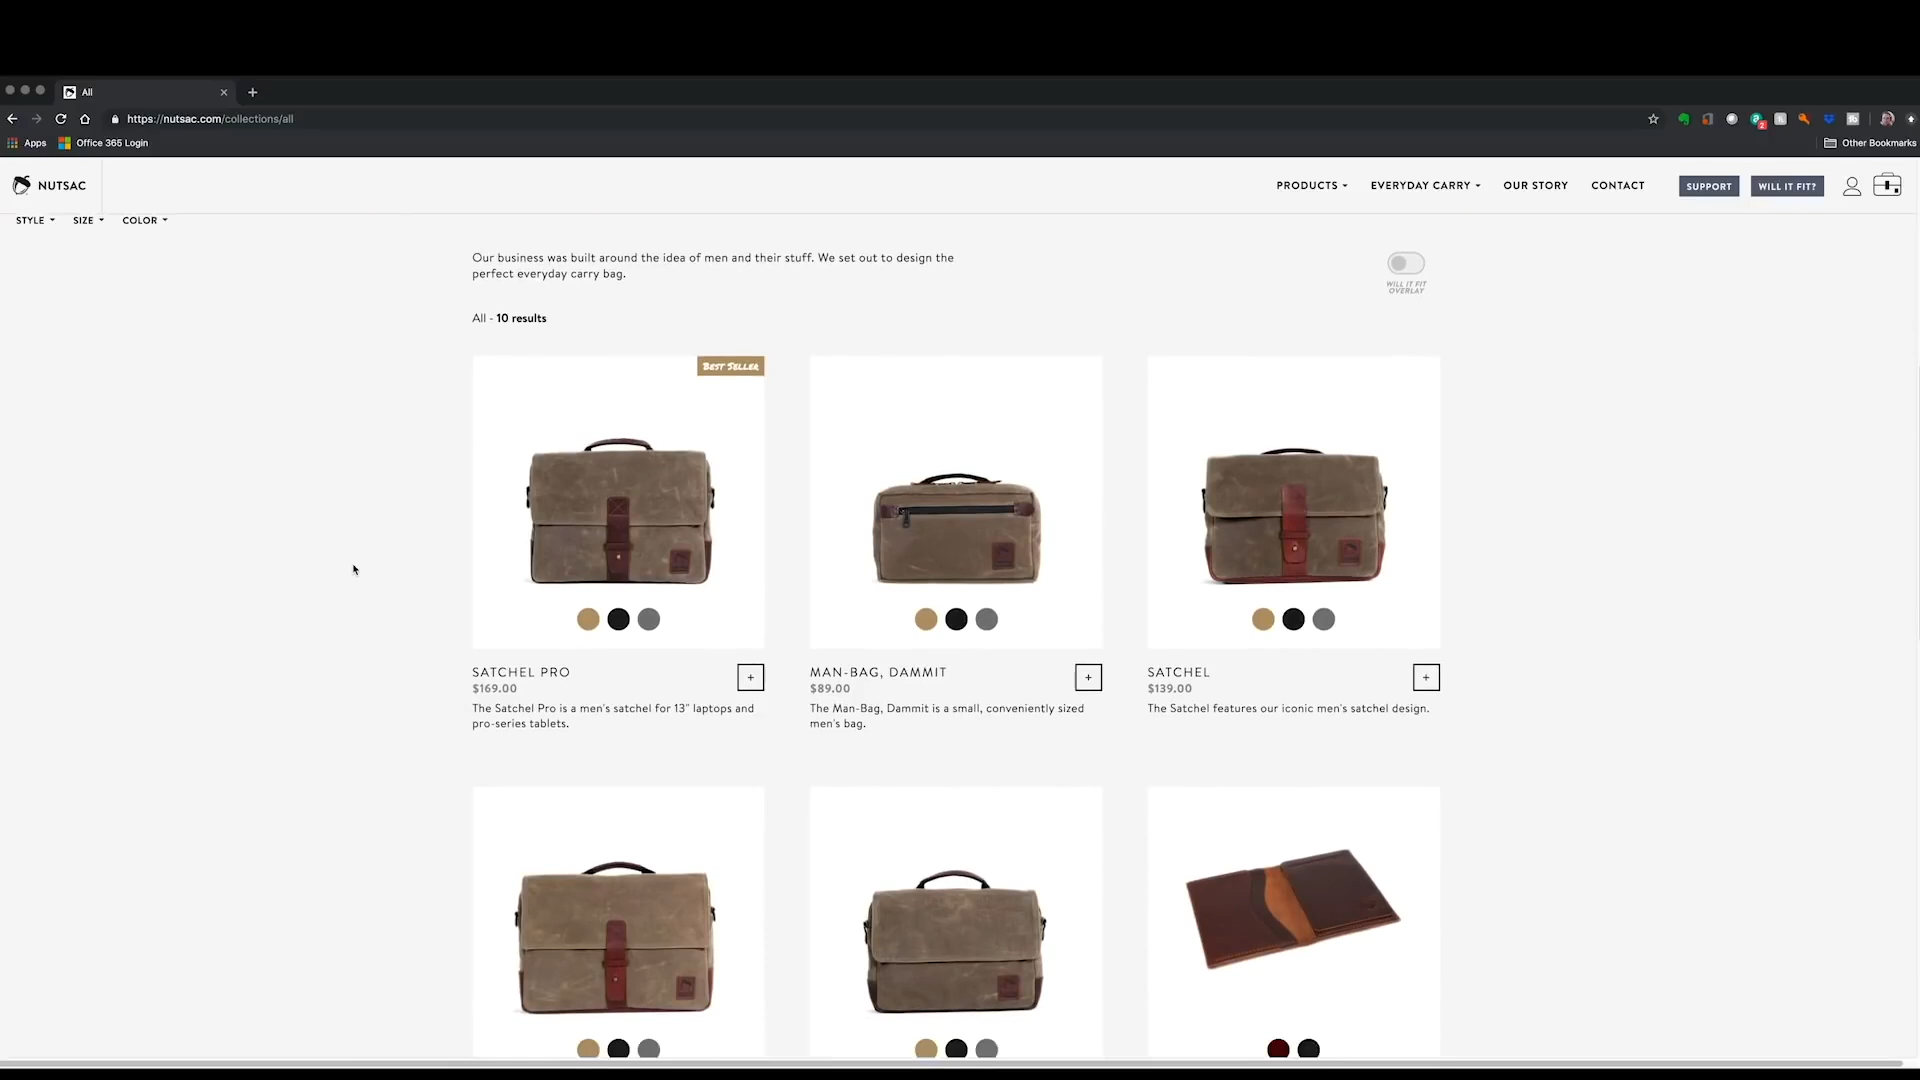 All
https://nutsac.com/collections/all
Apps
Office 365 Login
Other Bookmarks
NUTSAC
PRODUCTS
EVERYDAY CARRY
OUR STORY
CONTACT
SUPPORT
WILL IT FIT?
STYLE
SIZE
COLOR
Our business was built around the idea of men and their stuff. We set out to design the
perfect everyday carry bag.
WILL IT FIT
OVERLAY
All - 10 results
BEST SELLER
SATCHEL PRO
$169.00
The Satchel Pro is a men's satchel for 13" laptops and
pro-series tablets.
+
MAN-BAG, DAMMIT
$89.00
The Man-Bag, Dammit is a small, conveniently sized
men's bag.
+
SATCHEL
$139.00
The Satchel features our iconic men's satchel design.
+